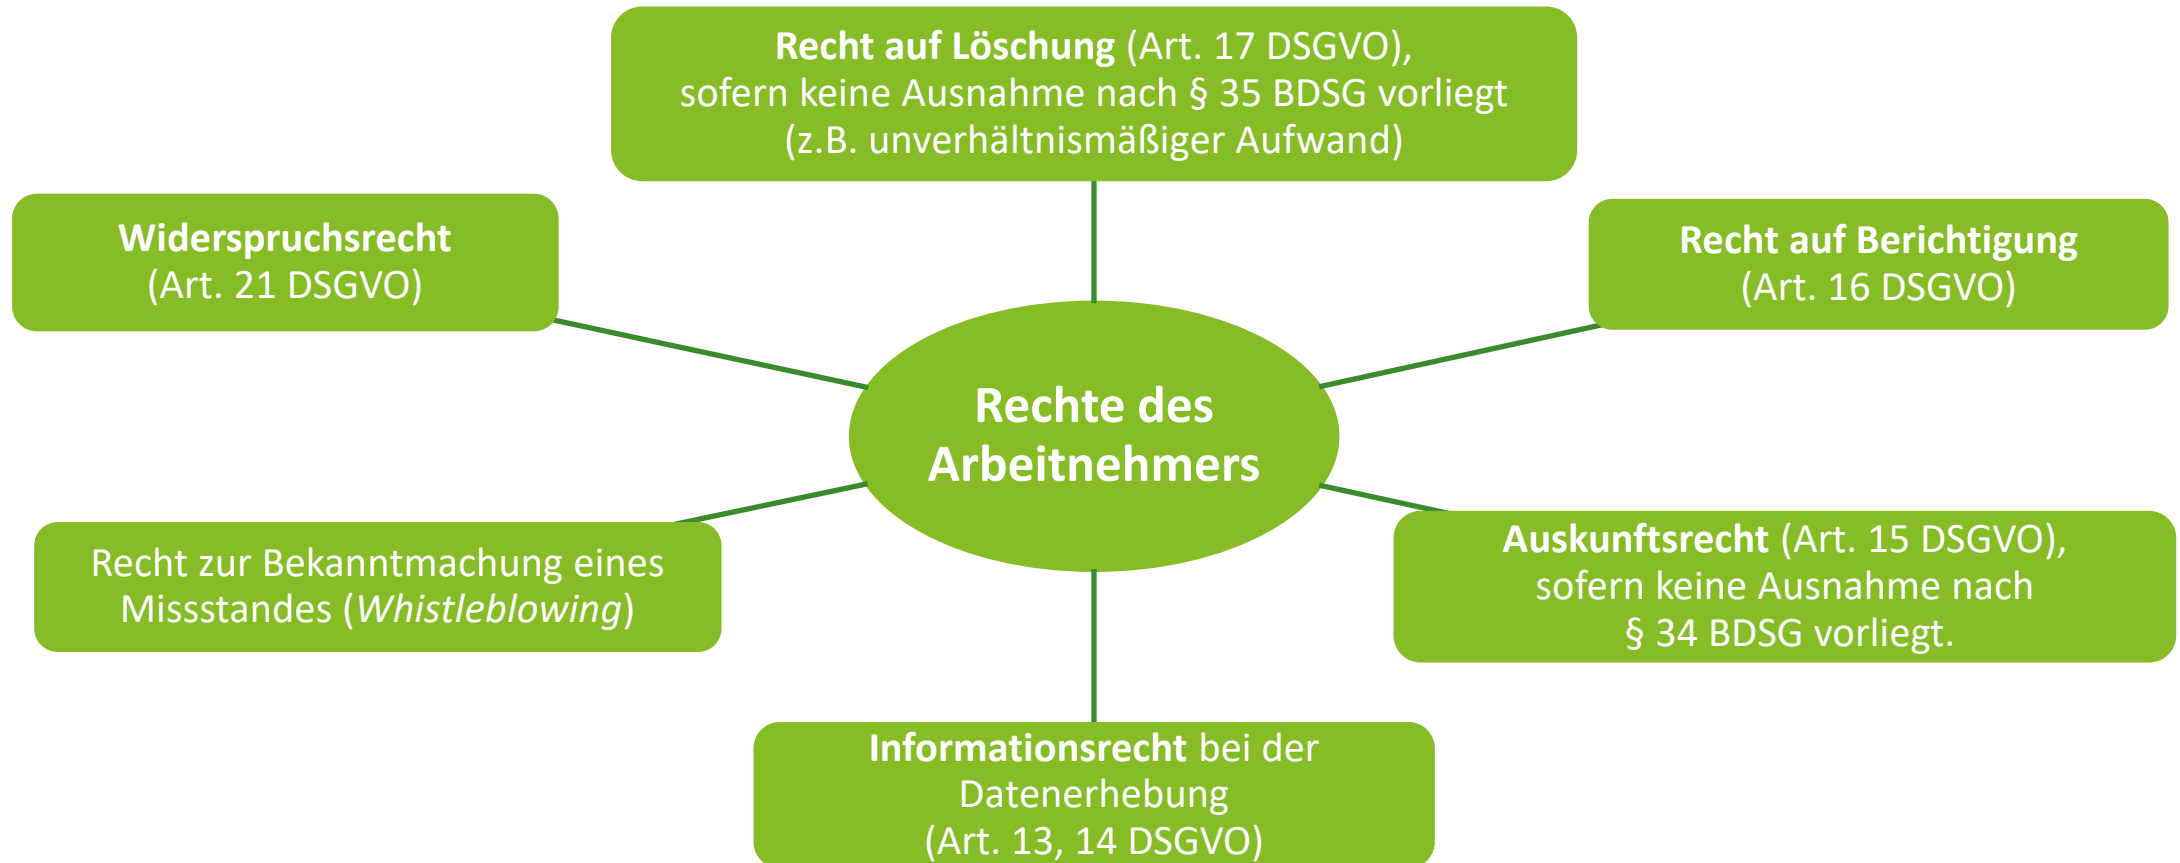 Recht auf Löschung (Art. 17 DSGVO),
sofern keine Ausnahme nach § 35 BDSG vorliegt
(z.B. unverhältnismäßiger Aufwand)
Widerspruchsrecht
(Art. 21 DSGVO)
Recht auf Berichtigung
(Art. 16 DSGVO)
Rechte des
Arbeitnehmers
Recht zur Bekanntmachung eines
Missstandes (Whistleblowing)
Auskunftsrecht (Art. 15 DSGVO),
sofern keine Ausnahme nach
§ 34 BDSG vorliegt.
Informationsrecht bei der
Datenerhebung
(Art. 13, 14 DSGVO)